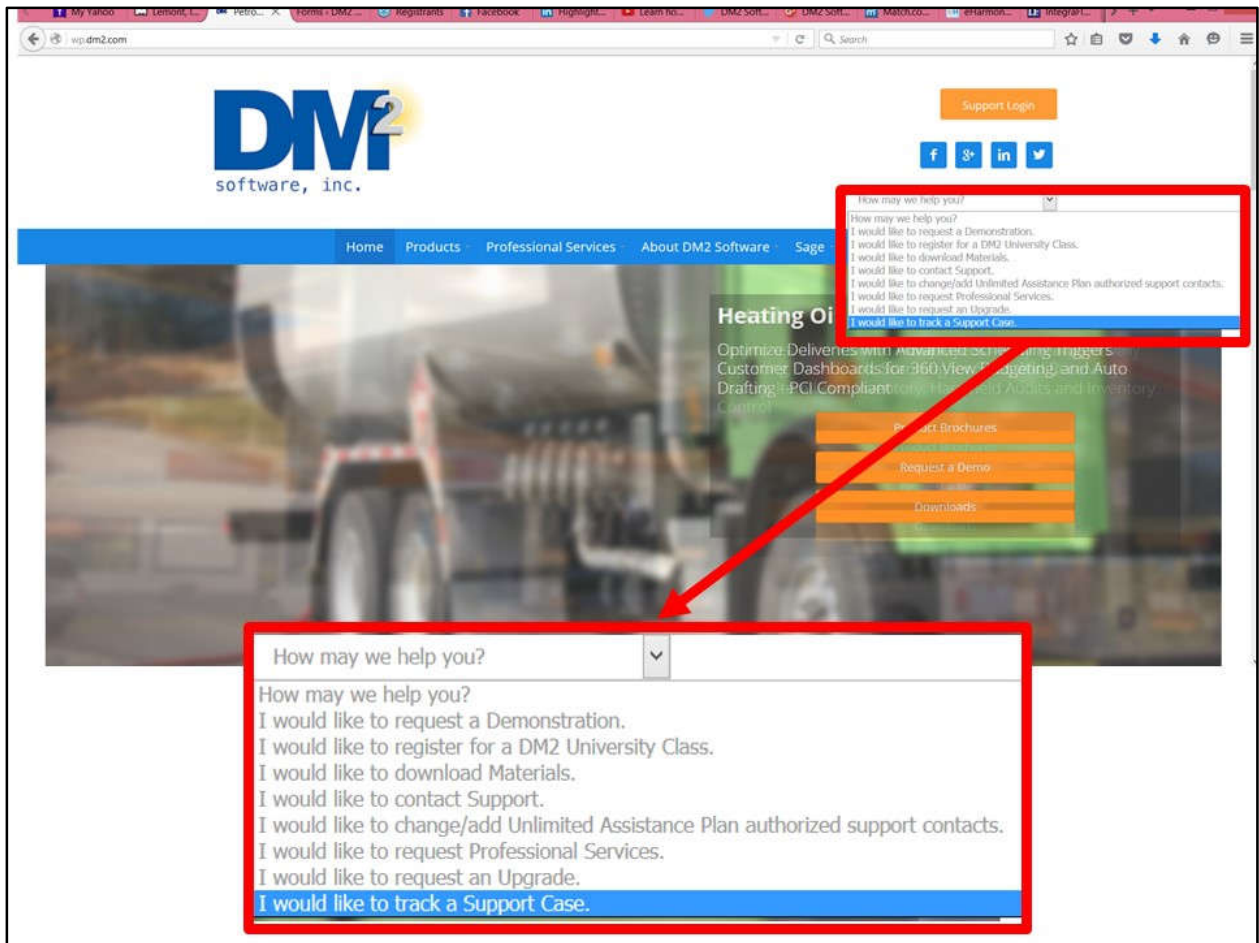 My Yahoo
Lemont, I...
Petro...
Forms ‹ DM2 ...
Registrants
Facebook
Highlight...
Learn ho...
DM2 Soft...
DM2 Soft...
Match.co...
eHarmon...
wp.dm2.com
Search
DM2
software, inc.
Support Login
How may we help you?
How may we help you?
I would like to request a Demonstration.
I would like to register for a DM2 University Class.
I would like to download Materials.
I would like to contact Support.
I would like to change/add Unlimited Assistance Plan authorized support contacts.
I would like to request Professional Services.
I would like to request an Upgrade.
I would like to track a Support Case.
Home Products Professional Services About DM2 Software Sage
Heating Oi
Optimize Deliveries with Advanced Scheduling Triggers
Customer Dashboards for 360 View Budgeting, and Auto
Drafting - PCI Compliant
Control
Product Brochures
Request a Demo
Downloads
How may we help you?
How may we help you?
I would like to request a Demonstration.
I would like to register for a DM2 University Class.
I would like to download Materials.
I would like to contact Support.
I would like to change/add Unlimited Assistance Plan authorized support contacts.
I would like to request Professional Services.
I would like to request an Upgrade.
I would like to track a Support Case.